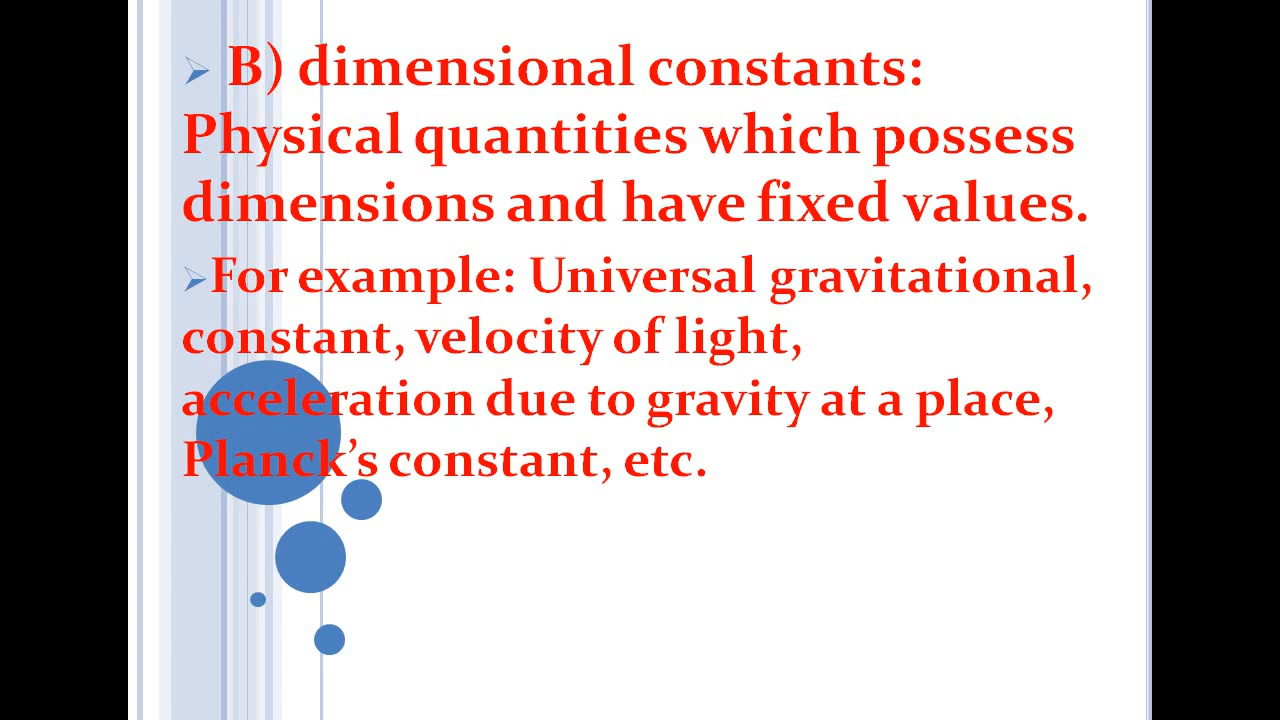 ➢ B) dimensional constants:
Physical quantities which possess
dimensions and have fixed values.
➢For example: Universal gravitational,
constant, velocity of light,
acceleration due to gravity at a place,
Planck’s constant, etc.